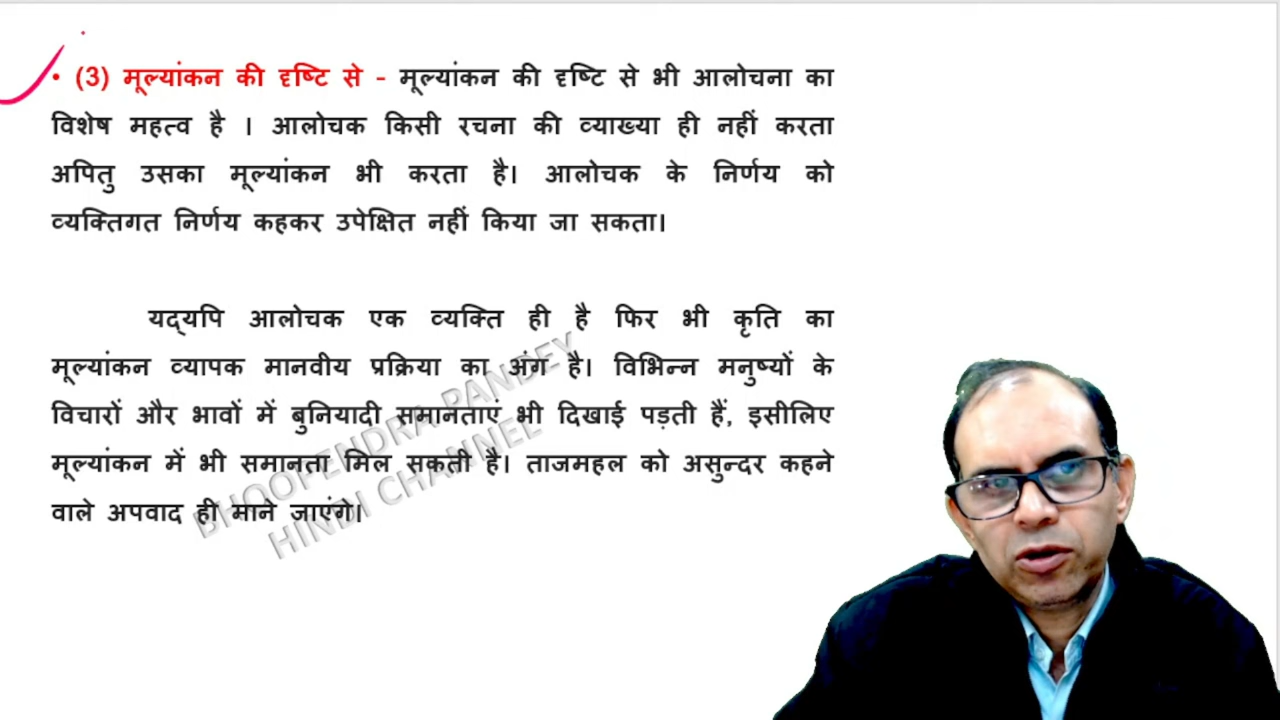 • (3) मूल्यांकन की दृष्टि से - मूल्यांकन की दृष्टि से भी आलोचना का
विशेष महत्व है । आलोचक किसी रचना की व्याख्या ही नहीं करता
अपितु उसका मूल्यांकन भी करता है। आलोचक के निर्णय को
व्यक्तिगत निर्णय कहकर उपेक्षित नहीं किया जा सकता।
यद्यपि आलोचक एक व्यक्ति ही है फिर भी कृति का
मूल्यांकन व्यापक मानवीय प्रक्रिया का अंग है। विभिन्न मनुष्यों के
विचारों और भावों में बुनियादी समानताएं भी दिखाई पड़ती हैं, इसीलिए
मूल्यांकन में भी समानता मिल सकती है। ताजमहल को असुन्दर कहने
वाले अपवाद ही माने जाएंगे।
BHOOPENDRA PANDEY
HINDI CHANNEL